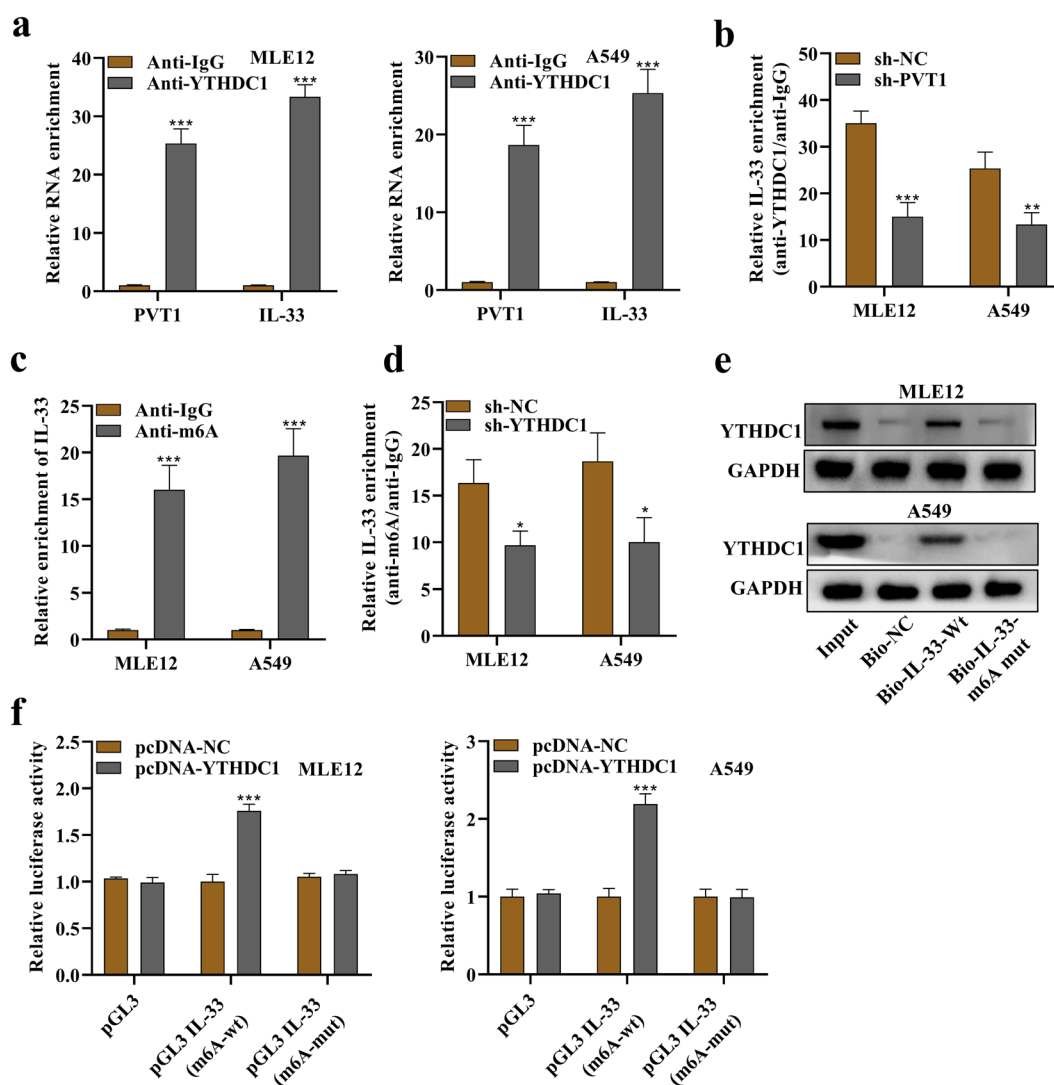 a
Anti-IgG
Anti-YTHDC1
MLE12
Relative RNA enrichment
40
30
20
10
0
***
***
PVT1
IL-33
Anti-IgG
Anti-YTHDC1
A549
Relative RNA enrichment
30
20
10
0
***
***
PVT1
IL-33
b
sh-NC
sh-PVT1
Relative IL-33 enrichment
(anti-YTHDC1/anti-IgG)
50
40
30
20
10
0
***
**
MLE12
A549
c
Anti-IgG
Anti-m6A
Relative enrichment of IL-33
25
20
15
10
5
0
***
***
MLE12
A549
d
sh-NC
sh-YTHDC1
Relative IL-33 enrichment
(anti-m6A/anti-IgG)
25
20
15
10
5
0
*
*
MLE12
A549
e
MLE12
YTHDC1
GAPDH
A549
YTHDC1
GAPDH
Input
Bio-NC
Bio-IL-33-Wt
Bio-IL-33-
m6A mut
f
pcDNA-NC
pcDNA-YTHDC1
MLE12
Relative luciferase activity
2.5
2.0
1.5
1.0
0.5
0.0
***
pGL3
pGL3 IL-33
(m6A-wt)
pGL3 IL-33
(m6A-mut)
pcDNA-NC
pcDNA-YTHDC1
A549
Relative luciferase activity
3
2
1
0
***
pGL3
pGL3 IL-33
(m6A-wt)
pGL3 IL-33
(m6A-mut)